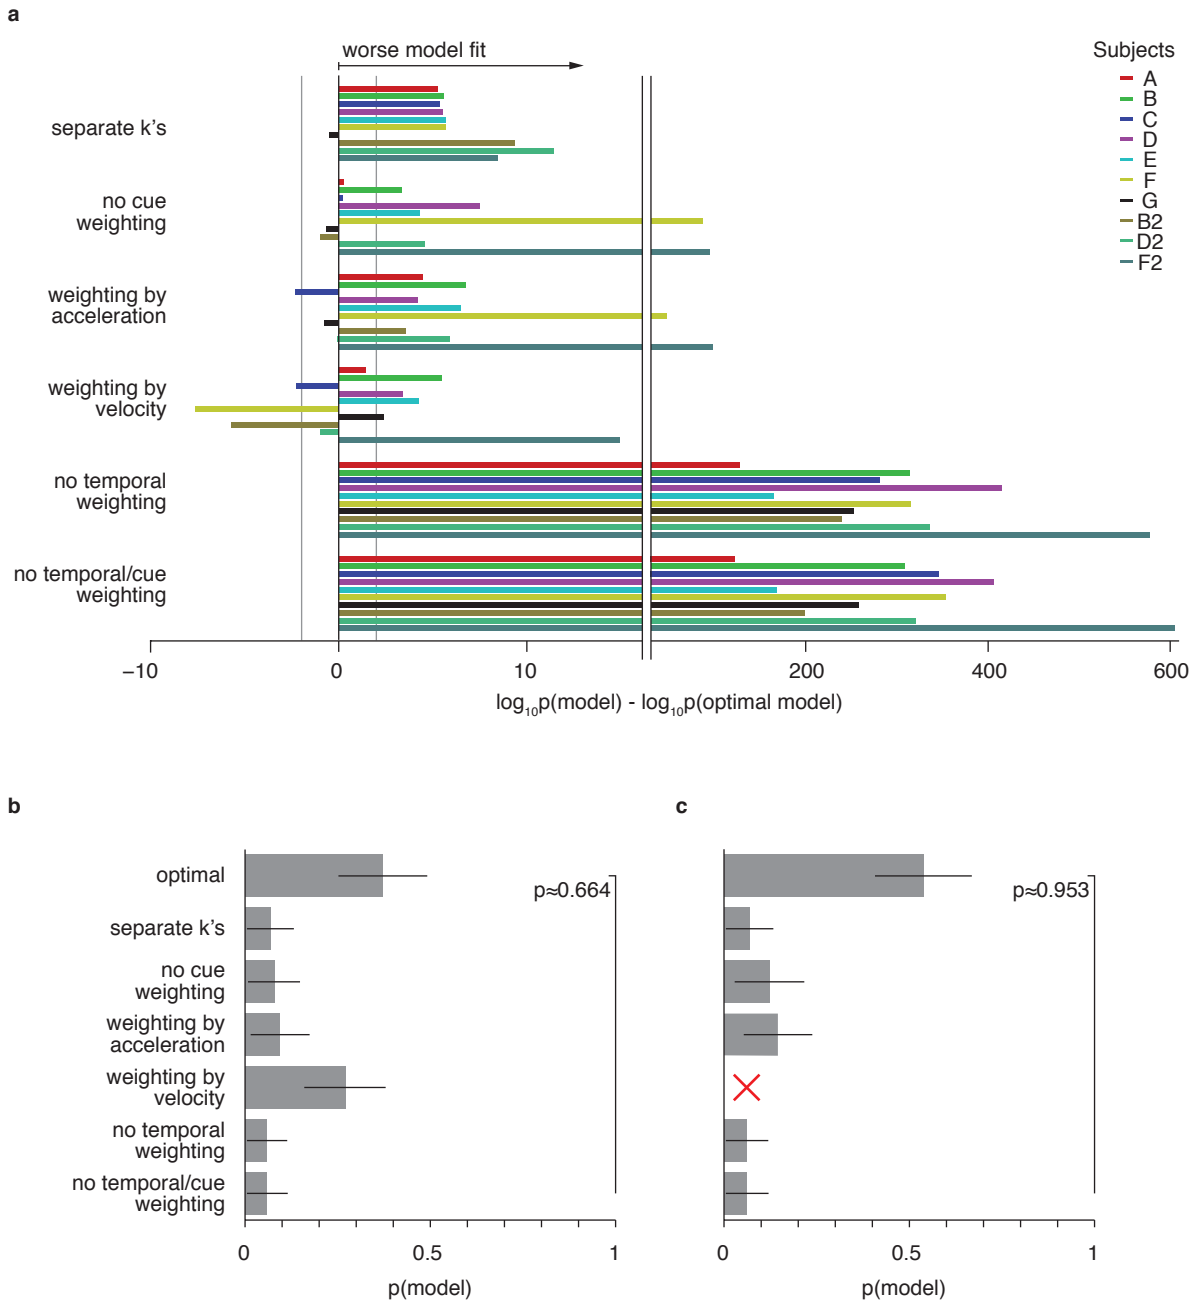 a
worse model fit
Subjects
A
B
C
D
E
F
G
B2
D2
F2
separate k's
no cue
weighting
weighting by
acceleration
weighting by
velocity
no temporal
weighting
no temporal/cue
weighting
−10
0
10
200
400
600
log10p(model) - log10p(optimal model)
b
optimal
separate k's
no cue
weighting
weighting by
acceleration
weighting by
velocity
no temporal
weighting
no temporal/cue
weighting
p≈0.664
0
0.5
1
p(model)
c
p≈0.953
0
0.5
1
p(model)